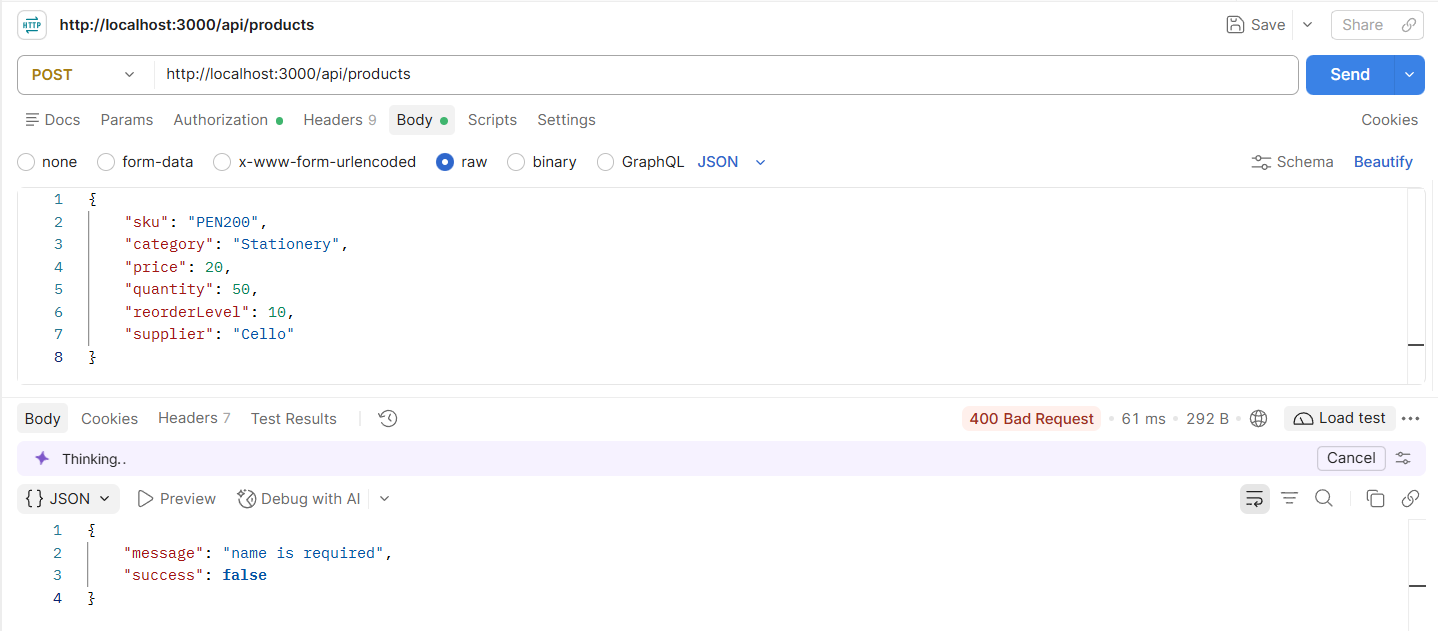 HTTP http://localhost:3000/api/products Save Share
POST http://localhost:3000/api/products Send
Docs Params Authorization Headers 9 Body Scripts Settings Cookies
none form-data x-www-form-urlencoded raw binary GraphQL JSON Schema Beautify
1 {
2 "sku": "PEN200",
3 "category": "Stationery",
4 "price": 20,
5 "quantity": 50,
6 "reorderLevel": 10,
7 "supplier": "Cello"
8 }
Body Cookies Headers 7 Test Results 400 Bad Request 61 ms 292 B Load test
Thinking.. Cancel
{} JSON Preview Debug with AI
1 {
2 "message": "name is required",
3 "success": false
4 }